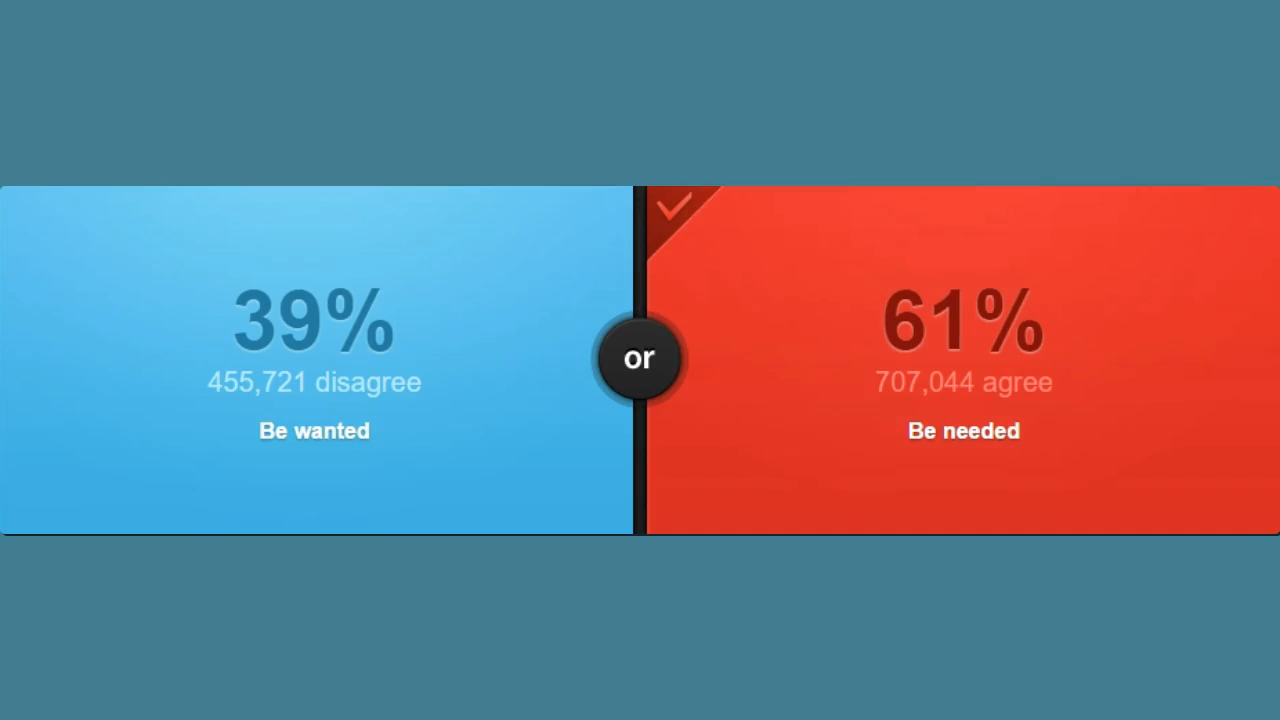 39%
455,721 disagree
Be wanted
or
61%
707,044 agree
Be needed